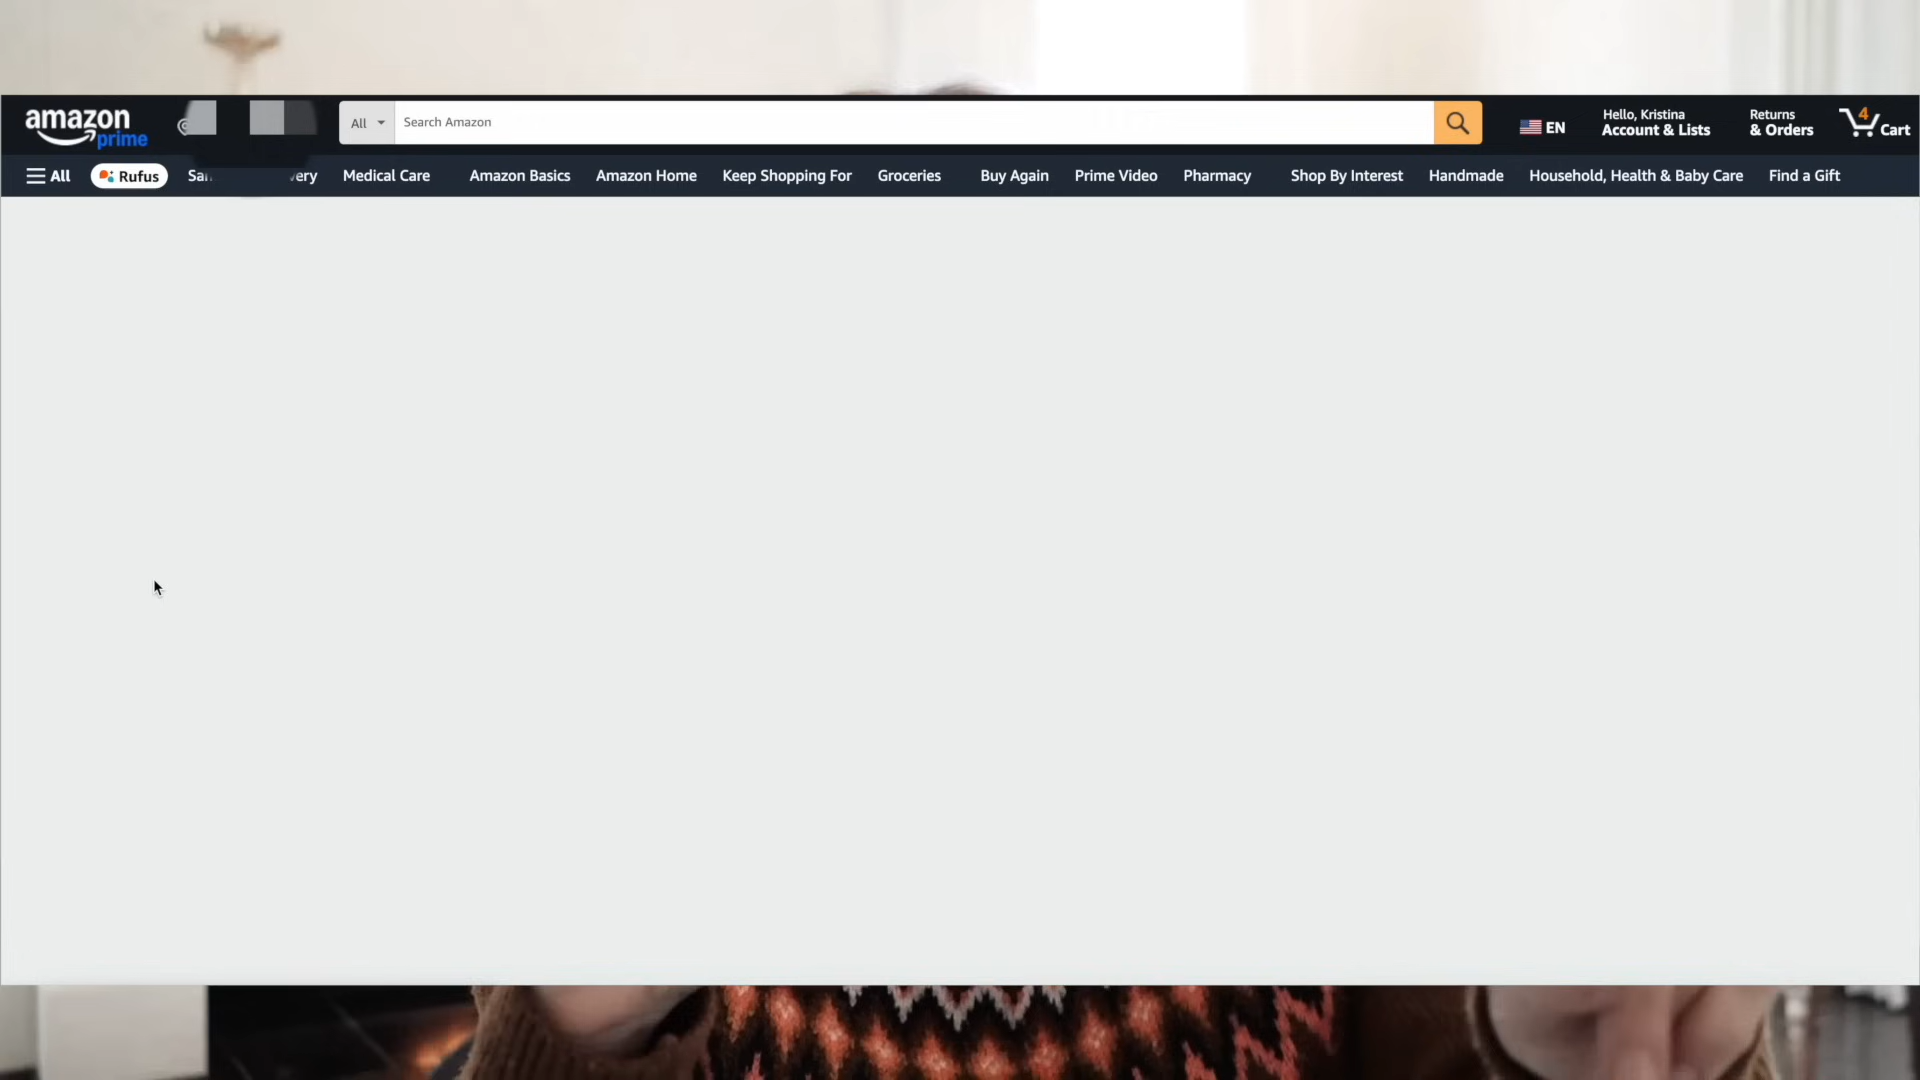 amazon
prime
All
Search Amazon
EN
Hello, Kristina
Account & Lists
Returns
& Orders
4
Cart
All
Rufus
Medical Care
Amazon Basics
Amazon Home
Keep Shopping For
Groceries
Buy Again
Prime Video
Pharmacy
Shop By Interest
Handmade
Household, Health & Baby Care
Find a Gift